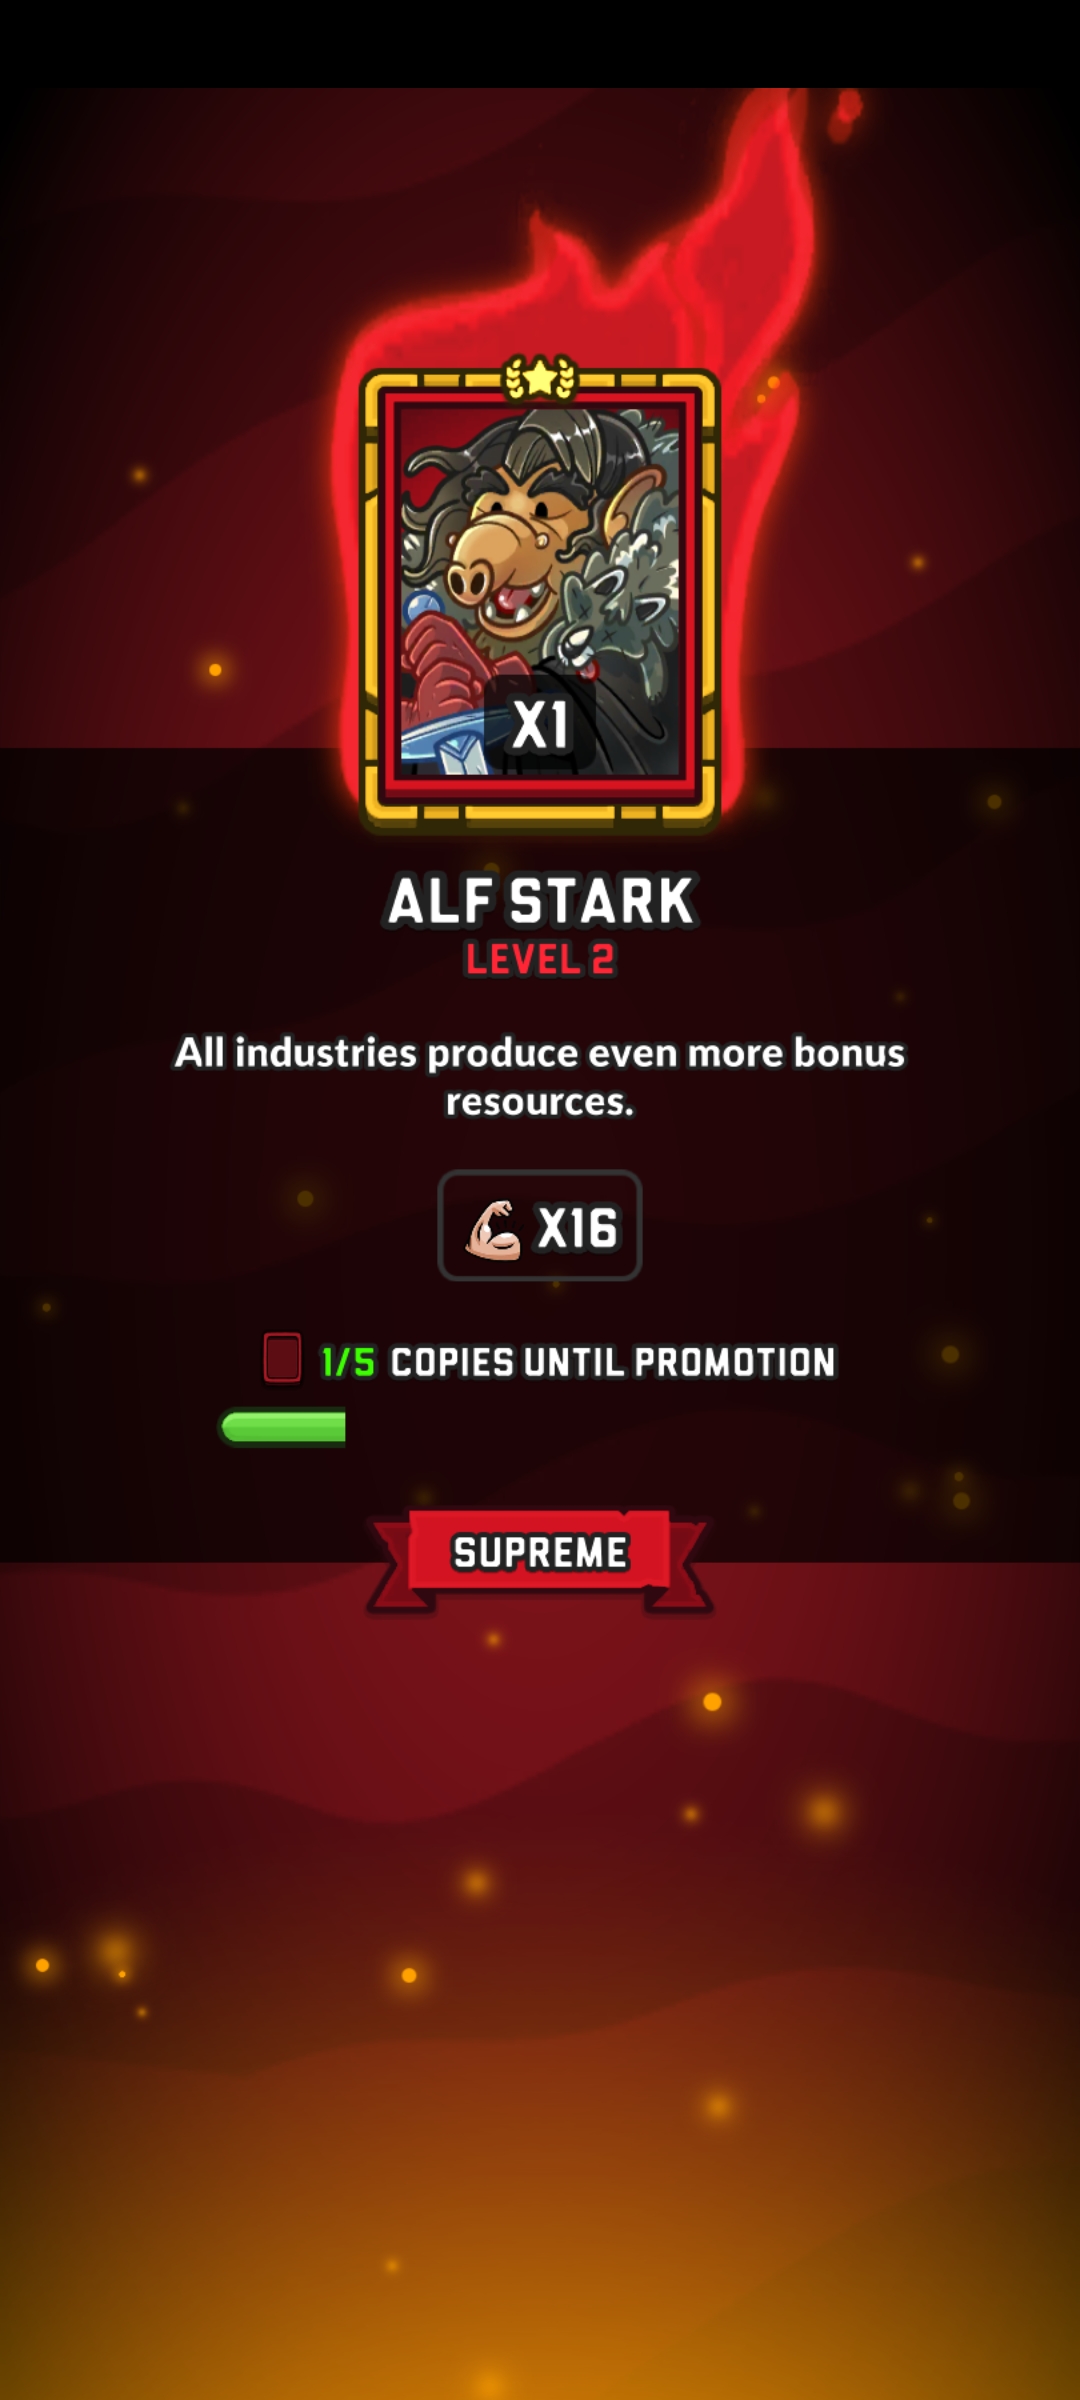 X1
ALF STARK
LEVEL 2
All industries produce even more bonus
resources.
X16
1/5 COPIES UNTIL PROMOTION
SUPREME